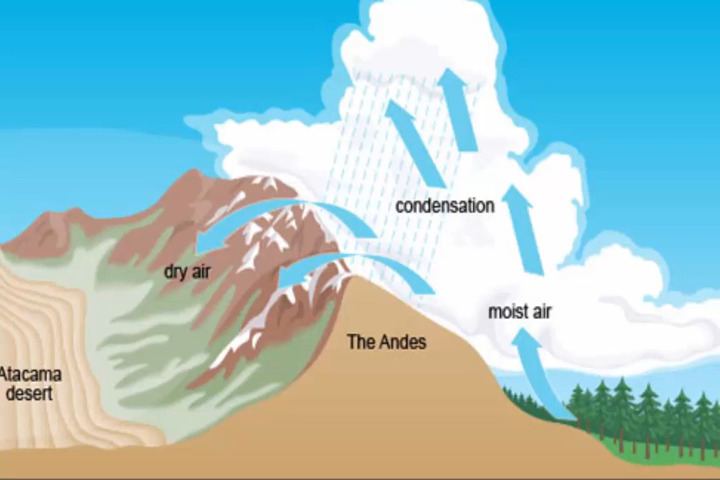 condensation
dry air
moist air
The Andes
Atacama
desert